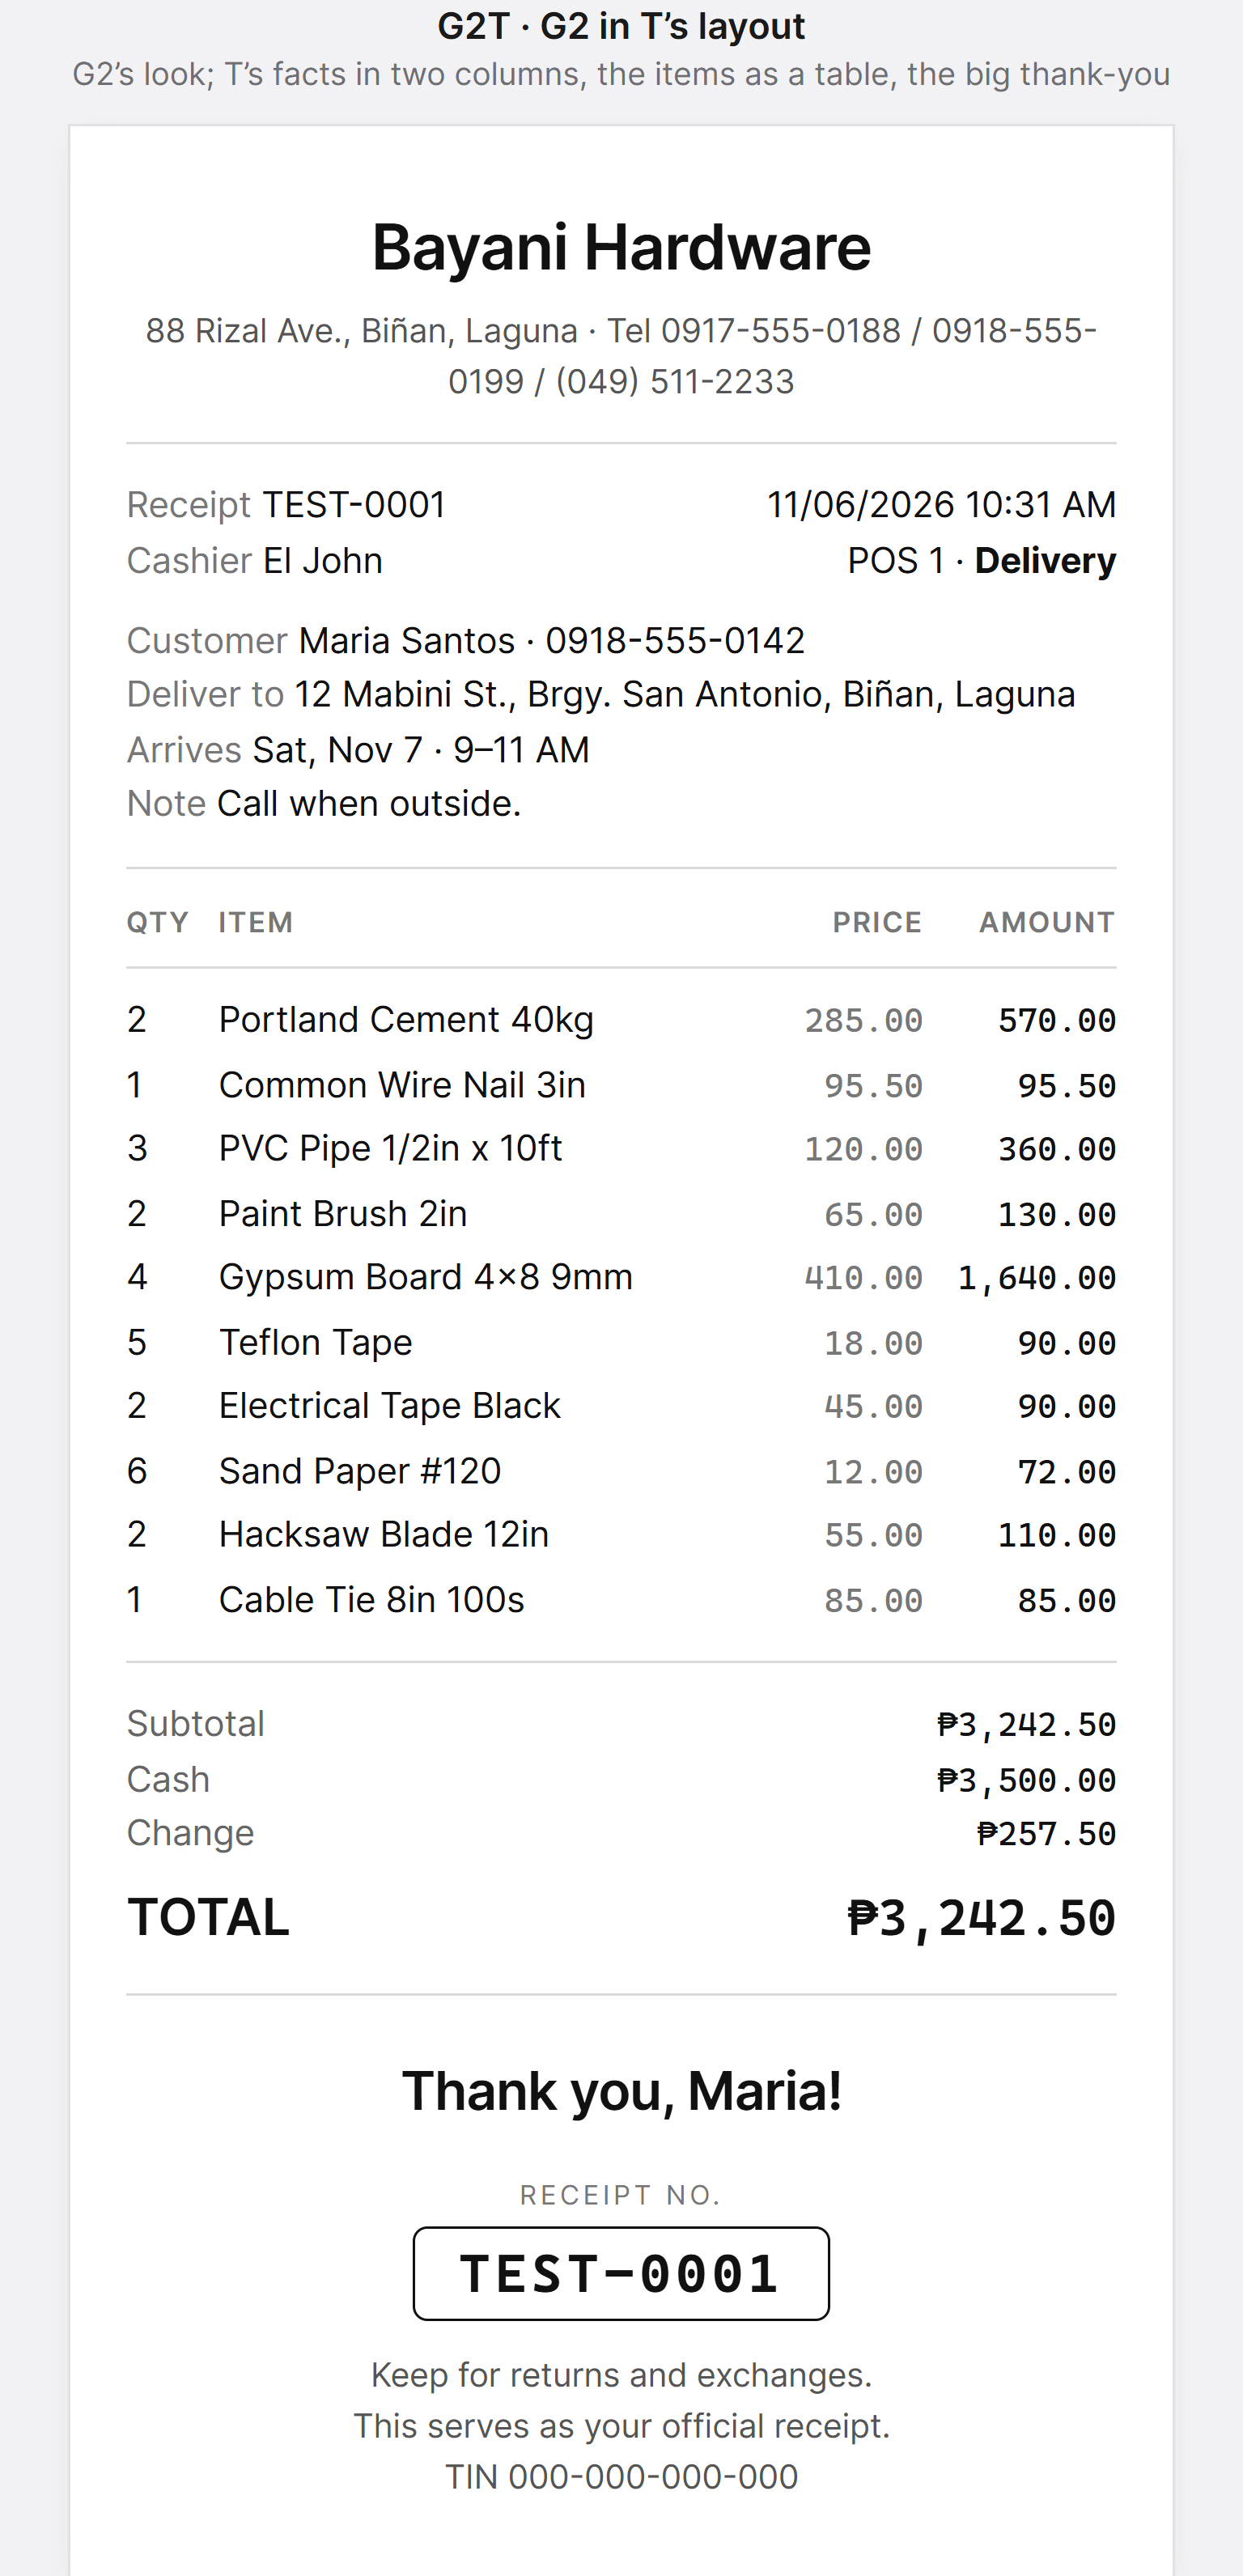 G2T · G2 in T’s layout
G2’s look; T’s facts in two columns, the items as a table, the big thank-you
Bayani Hardware
88 Rizal Ave., Biñan, Laguna · Tel 0917-555-0188 / 0918-555-
0199 / (049) 511-2233
Receipt TEST-0001 11/06/2026 10:31 AM
Cashier El John POS 1 · Delivery
Customer Maria Santos · 0918-555-0142
Deliver to 12 Mabini St., Brgy. San Antonio, Biñan, Laguna
Arrives Sat, Nov 7 · 9–11 AM
Note Call when outside.
QTY ITEM PRICE AMOUNT
2 Portland Cement 40kg 285.00 570.00
1 Common Wire Nail 3in 95.50 95.50
3 PVC Pipe 1/2in x 10ft 120.00 360.00
2 Paint Brush 2in 65.00 130.00
4 Gypsum Board 4×8 9mm 410.00 1,640.00
5 Teflon Tape 18.00 90.00
2 Electrical Tape Black 45.00 90.00
6 Sand Paper #120 12.00 72.00
2 Hacksaw Blade 12in 55.00 110.00
1 Cable Tie 8in 100s 85.00 85.00
Subtotal ₱3,242.50
Cash ₱3,500.00
Change ₱257.50
TOTAL ₱3,242.50
Thank you, Maria!
RECEIPT NO.
TEST-0001
Keep for returns and exchanges.
This serves as your official receipt.
TIN 000-000-000-000